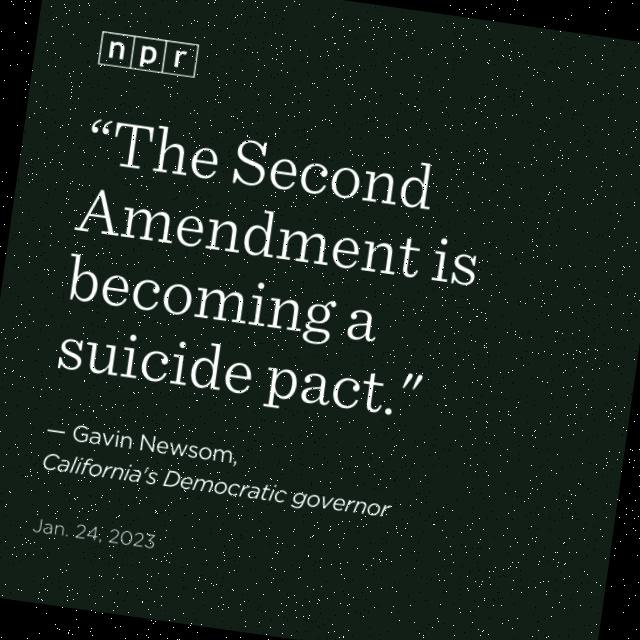 npr
“The Second
Amendment is
becoming a
suicide pact.”
— Gavin Newsom,
California's Democratic governor
Jan. 24, 2023